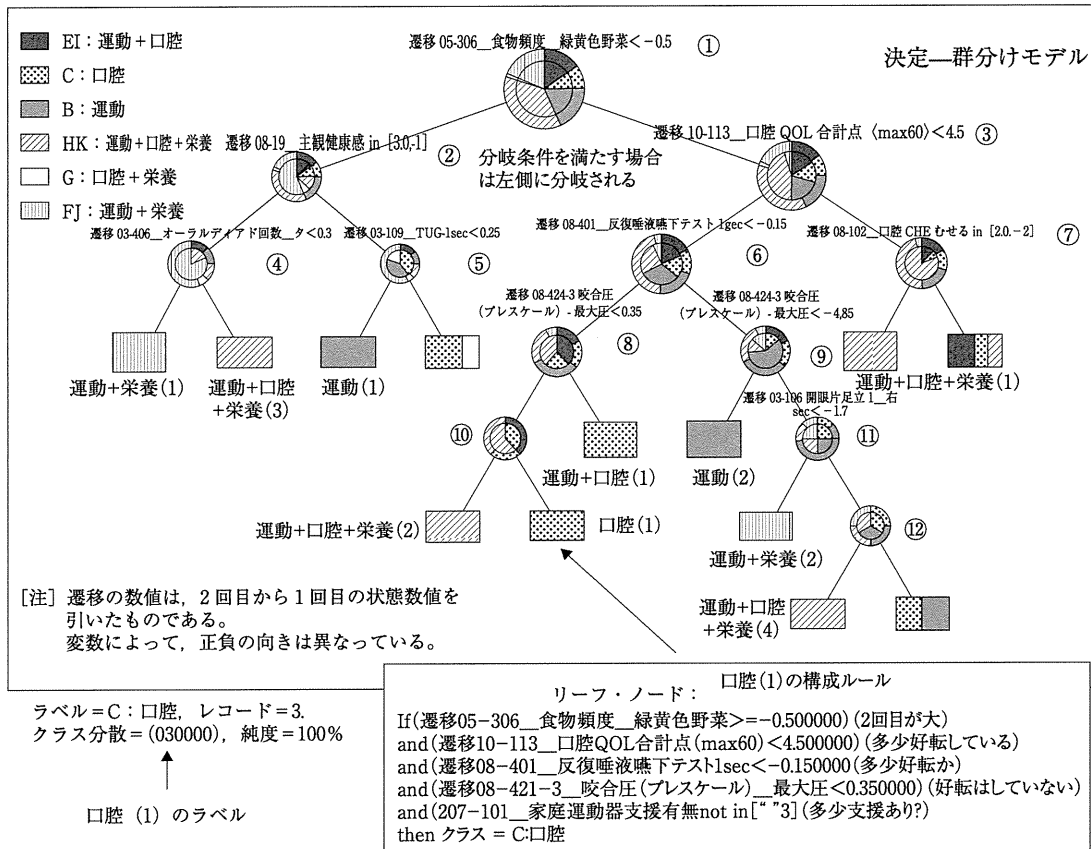 決定―群分けモデル
EI：運動＋口腔
C：口腔
B：運動
HK：運動＋口腔＋栄養
G：口腔＋栄養
FJ：運動＋栄養
遷移 05-306__食物頻度__緑黄色野菜<－0.5 ①
遷移 08-19__主観健康感 in [3.0,-1] ②
分岐条件を満たす場合
は左側に分岐される
遷移 10-113__口腔 QOL 合計点〈max60〉<4.5 ③
遷移 03-406__オーラルディアド回数__タ<0.3 ④
遷移 03-109__TUG-1sec<0.25 ⑤
遷移 08-401__反復唾液嚥下テスト 1gec<－0.15 ⑥
遷移 08-102__口腔 CHE むせる in [2.0.－2] ⑦
遷移 08-424-3 咬合圧
(プレスケール) - 最大圧<0.35 ⑧
遷移 08-424-3 咬合圧
(プレスケール) - 最大圧<－4,85 ⑨
運動+栄養(1)
運動+口腔
+栄養(3)
運動(1)
運動+口腔+栄養(1)
遷移 03-106 開眼片足立 1__右
sec<－1.7
⑩
運動+口腔(1)
運動(2)
⑪
運動+口腔+栄養(2)
口腔(1)
運動+栄養(2)
⑫
運動+口腔
+栄養(4)
[注] 遷移の数値は，2 回目から 1 回目の状態数値を
引いたものである。
変数によって，正負の向きは異なっている。
ラベル＝C：口腔，レコード＝3.
クラス分散＝(030000)，純度＝100%
口腔 (1) のラベル
口腔(1)の構成ルール
リーフ・ノード：
If(遷移05-306__食物頻度__緑黄色野菜>=-0.500000)(2回目が大)
and(遷移10-113__口腔QOL合計点(max60)<4.500000)(多少好転している)
and(遷移08-401__反復唾液嚥下テスト1sec<-0.150000(多少好転か)
and(遷移08-421-3__咬合圧(プレスケール)__最大圧<0.350000)(好転はしていない)
and(207-101__家庭運動器支援有無not in[“ ”3](多少支援あり?)
then クラス = C:口腔